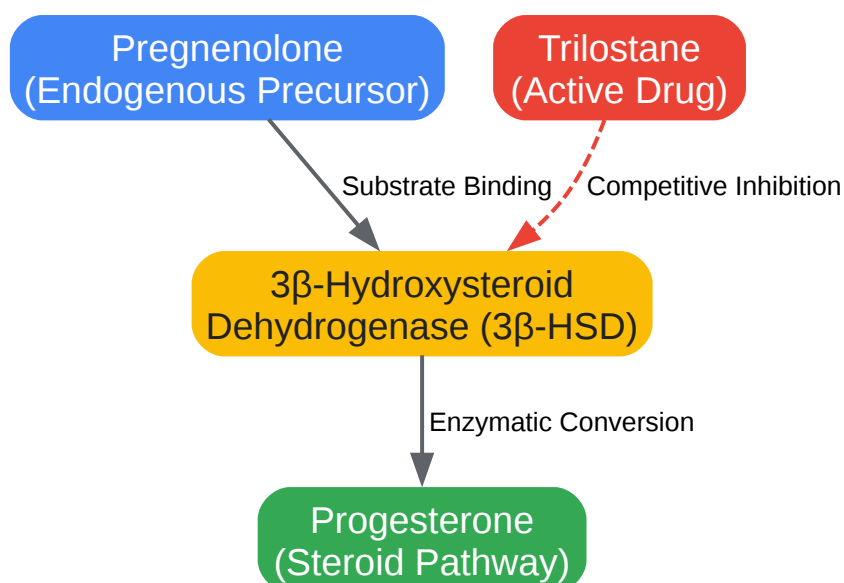 Pregnenolone
(Endogenous Precursor)
Trilostane
(Active Drug)
Substrate Binding
Competitive Inhibition
3β-Hydroxysteroid
Dehydrogenase (3β-HSD)
Enzymatic Conversion
Progesterone
(Steroid Pathway)